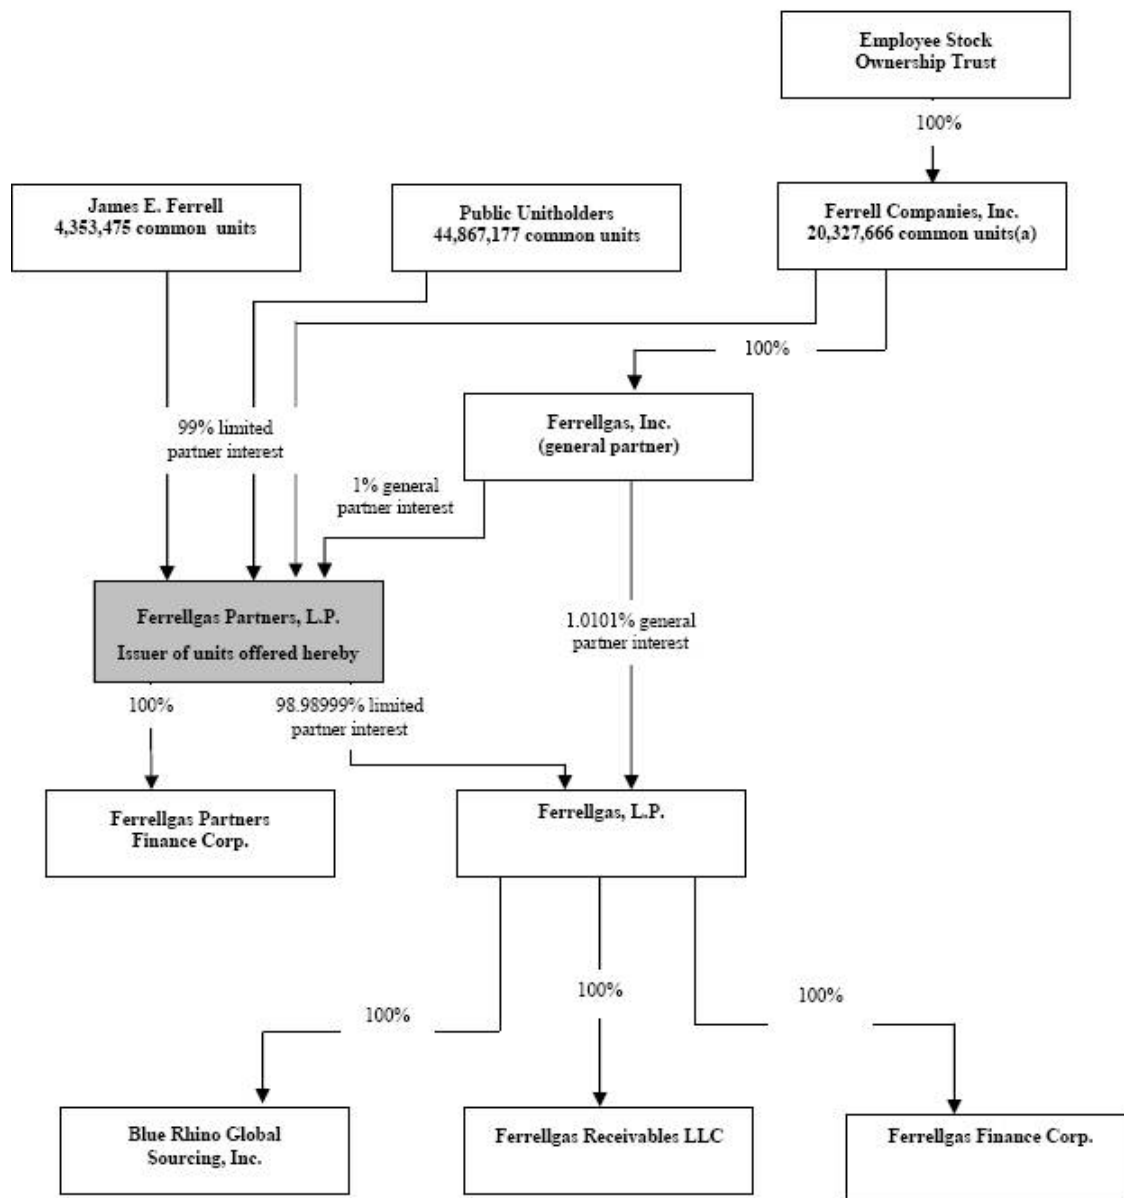 Employee Stock
Ownership Trust
100%
James E. Ferrell
4,353,475 common units
Public Unitholders
44,867,177 common units
Ferrell Companies, Inc.
20,327,666 common units(a)
100%
Ferrellgas, Inc.
(general partner)
99% limited
partner interest
1% general
partner interest
Ferrellgas Partners, L.P.
Issuer of units offered hereby
1.0101% general
partner interest
100%
98.98999% limited
partner interest
Ferrellgas Partners
Finance Corp.
Ferrellgas, L.P.
100%
100%
100%
Blue Rhino Global
Sourcing, Inc.
Ferrellgas Receivables LLC
Ferrellgas Finance Corp.